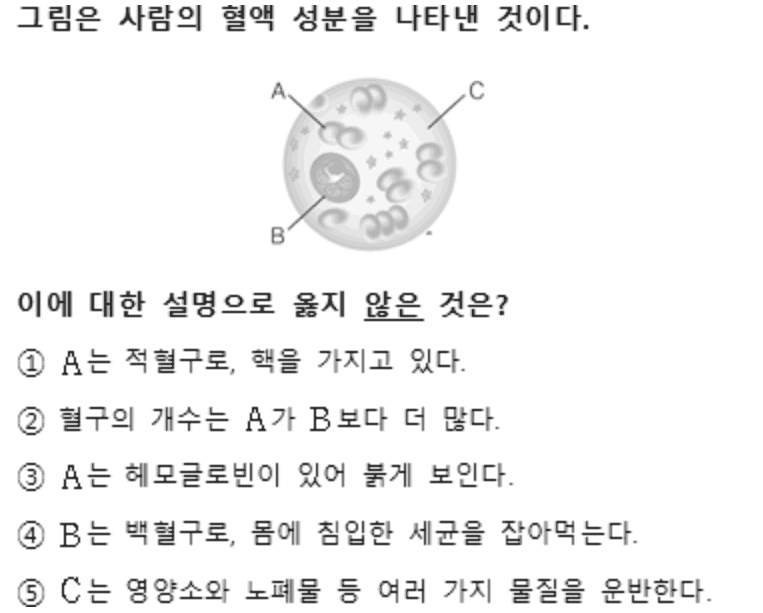 그림은 사람의 혈액 성분을 나타낸 것이다.
A
C
B
이에 대한 설명으로 옳지 않은 것은?
① A는 적혈구로, 핵을 가지고 있다.
② 혈구의 개수는 A가 B보다 더 많다.
③ A는 헤모글로빈이 있어 붉게 보인다.
④ B는 백혈구로, 몸에 침입한 세균을 잡아먹는다.
⑤ C는 영양소와 노폐물 등 여러 가지 물질을 운반한다.